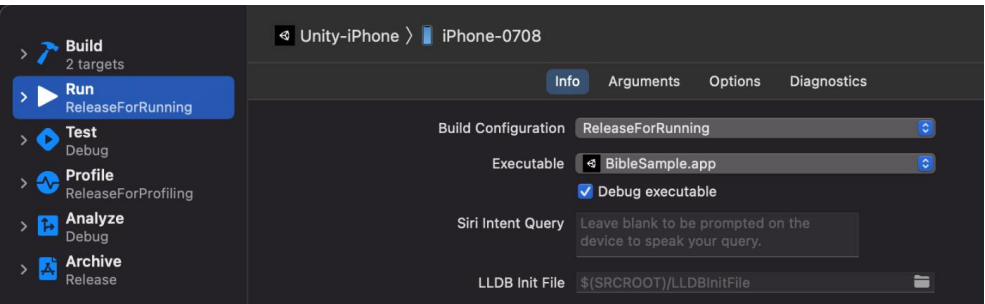 Unity-iPhone 〉 iPhone-0708
Build
2 targets
Run
ReleaseForRunning
Test
Debug
Profile
ReleaseForProfiling
Analyze
Debug
Archive
Release
Info Arguments Options Diagnostics
Build Configuration ReleaseForRunning
Executable BibleSample.app
Debug executable
Siri Intent Query Leave blank to be prompted on the
device to speak your query.
LLDB Init File $(SRCROOT)/LLDBInitFile